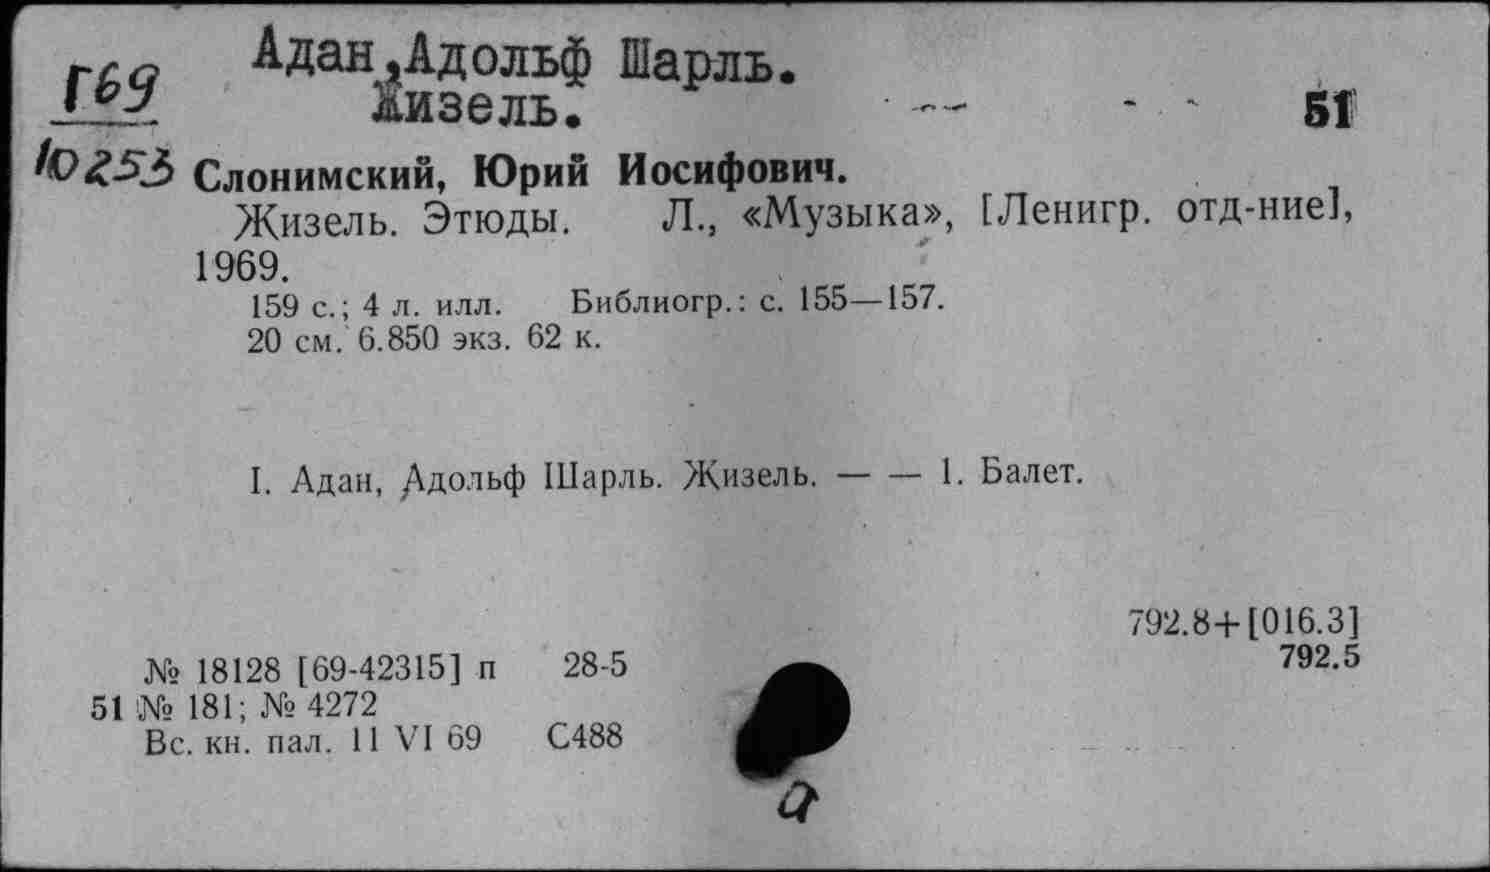 Адан,Адольф Шарль.
Г69
Жизель.
51
10253
Слонимский, Юрий Иосифович.
Жизель. Этюды. Л., «Музыка», [Ленигр. отд-ние],
1969.
159 с.; 4 л. илл. Библиогр.: с. 155—157.
20 см. 6.850 экз. 62 к.
I. Адан, Адольф Шарль. Жизель. — — 1. Балет.
792.8+[016.3]
792.5
№ 18128 [69-42315] п 28-5
51 № 181; № 4272
Вс. кн. пал. 11 VI 69 С488
а